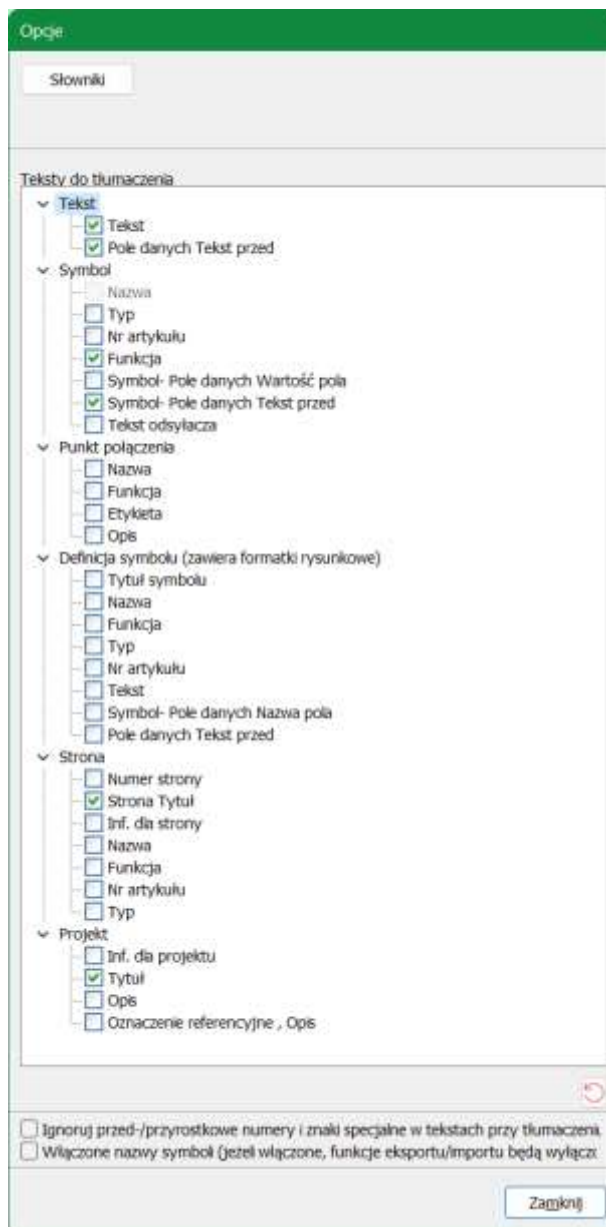 Opcje
Słowniki
Teksty do tłumaczenia
Tekst
Tekst
Pole danych Tekst przed
Symbol
Nazwa
Typ
Nr artykułu
Funkcja
Symbol- Pole danych Wartość pola
Symbol- Pole danych Tekst przed
Tekst odsyłacza
Punkt połączenia
Nazwa
Funkcja
Etykieta
Opis
Definicja symbolu (zawiera formatki rysunkowe)
Tytuł symbolu
Nazwa
Funkcja
Typ
Nr artykułu
Tekst
Symbol- Pole danych Nazwa pola
Pole danych Tekst przed
Strona
Numer strony
Strona Tytuł
Inf. dla strony
Nazwa
Funkcja
Nr artykułu
Typ
Projekt
Inf. dla projektu
Tytuł
Opis
Oznaczenie referencyjne , Opis
Ignoruj przed-/przyrostkowe numery i znaki specjalne w tekstach przy tłumaczeni
Włączone nazwy symboli (jeżeli włączone, funkcje eksportu/importu będą wyłącz
Zamknij